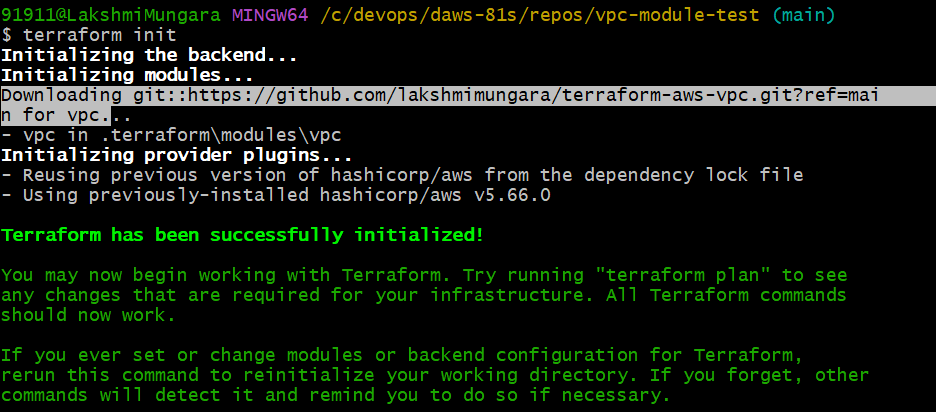 91911@LakshmiMungara MINGW64 /c/devops/daws-81s/repos/vpc-module-test (main)
$ terraform init
Initializing the backend...
Initializing modules...
Downloading git::https://github.com/lakshmimungara/terraform-aws-vpc.git?ref=mai
n for vpc...
- vpc in .terraform\modules\vpc
Initializing provider plugins...
- Reusing previous version of hashicorp/aws from the dependency lock file
- Using previously-installed hashicorp/aws v5.66.0
Terraform has been successfully initialized!
You may now begin working with Terraform. Try running "terraform plan" to see
any changes that are required for your infrastructure. All Terraform commands
should now work.
If you ever set or change modules or backend configuration for Terraform,
rerun this command to reinitialize your working directory. If you forget, other
commands will detect it and remind you to do so if necessary.